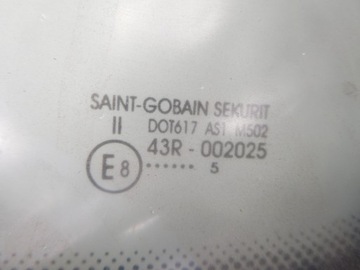 SAINT-GOBAIN SEKURIT
II DOT617 AS1 M502
E8 43R - 002025
...... 5